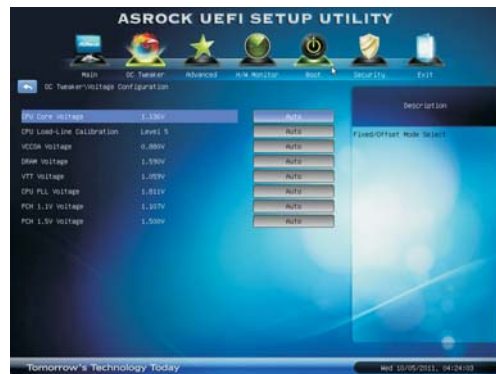 ASROCK UEFI SETUP UTILITY
Main OC Tweaker Advanced H/W Monitor Boot Security Exit
OC Tweaker\Voltage Configuration
Description
CPU Core Voltage 1.136V Auto
Fixed/Offset Mode Select
CPU Load-Line Calibration Level 5 Auto
VCCSA Voltage Auto
DRAM Voltage 1.590V Auto
VTT Voltage 1.059V Auto
CPU PLL Voltage 1.811V Auto
PCH 1.1V Voltage 1.107V Auto
PCH 1.5V Voltage 1.500V Auto
Tomorrow's Technology Today
Wed 10/05/2011, 04:24:03